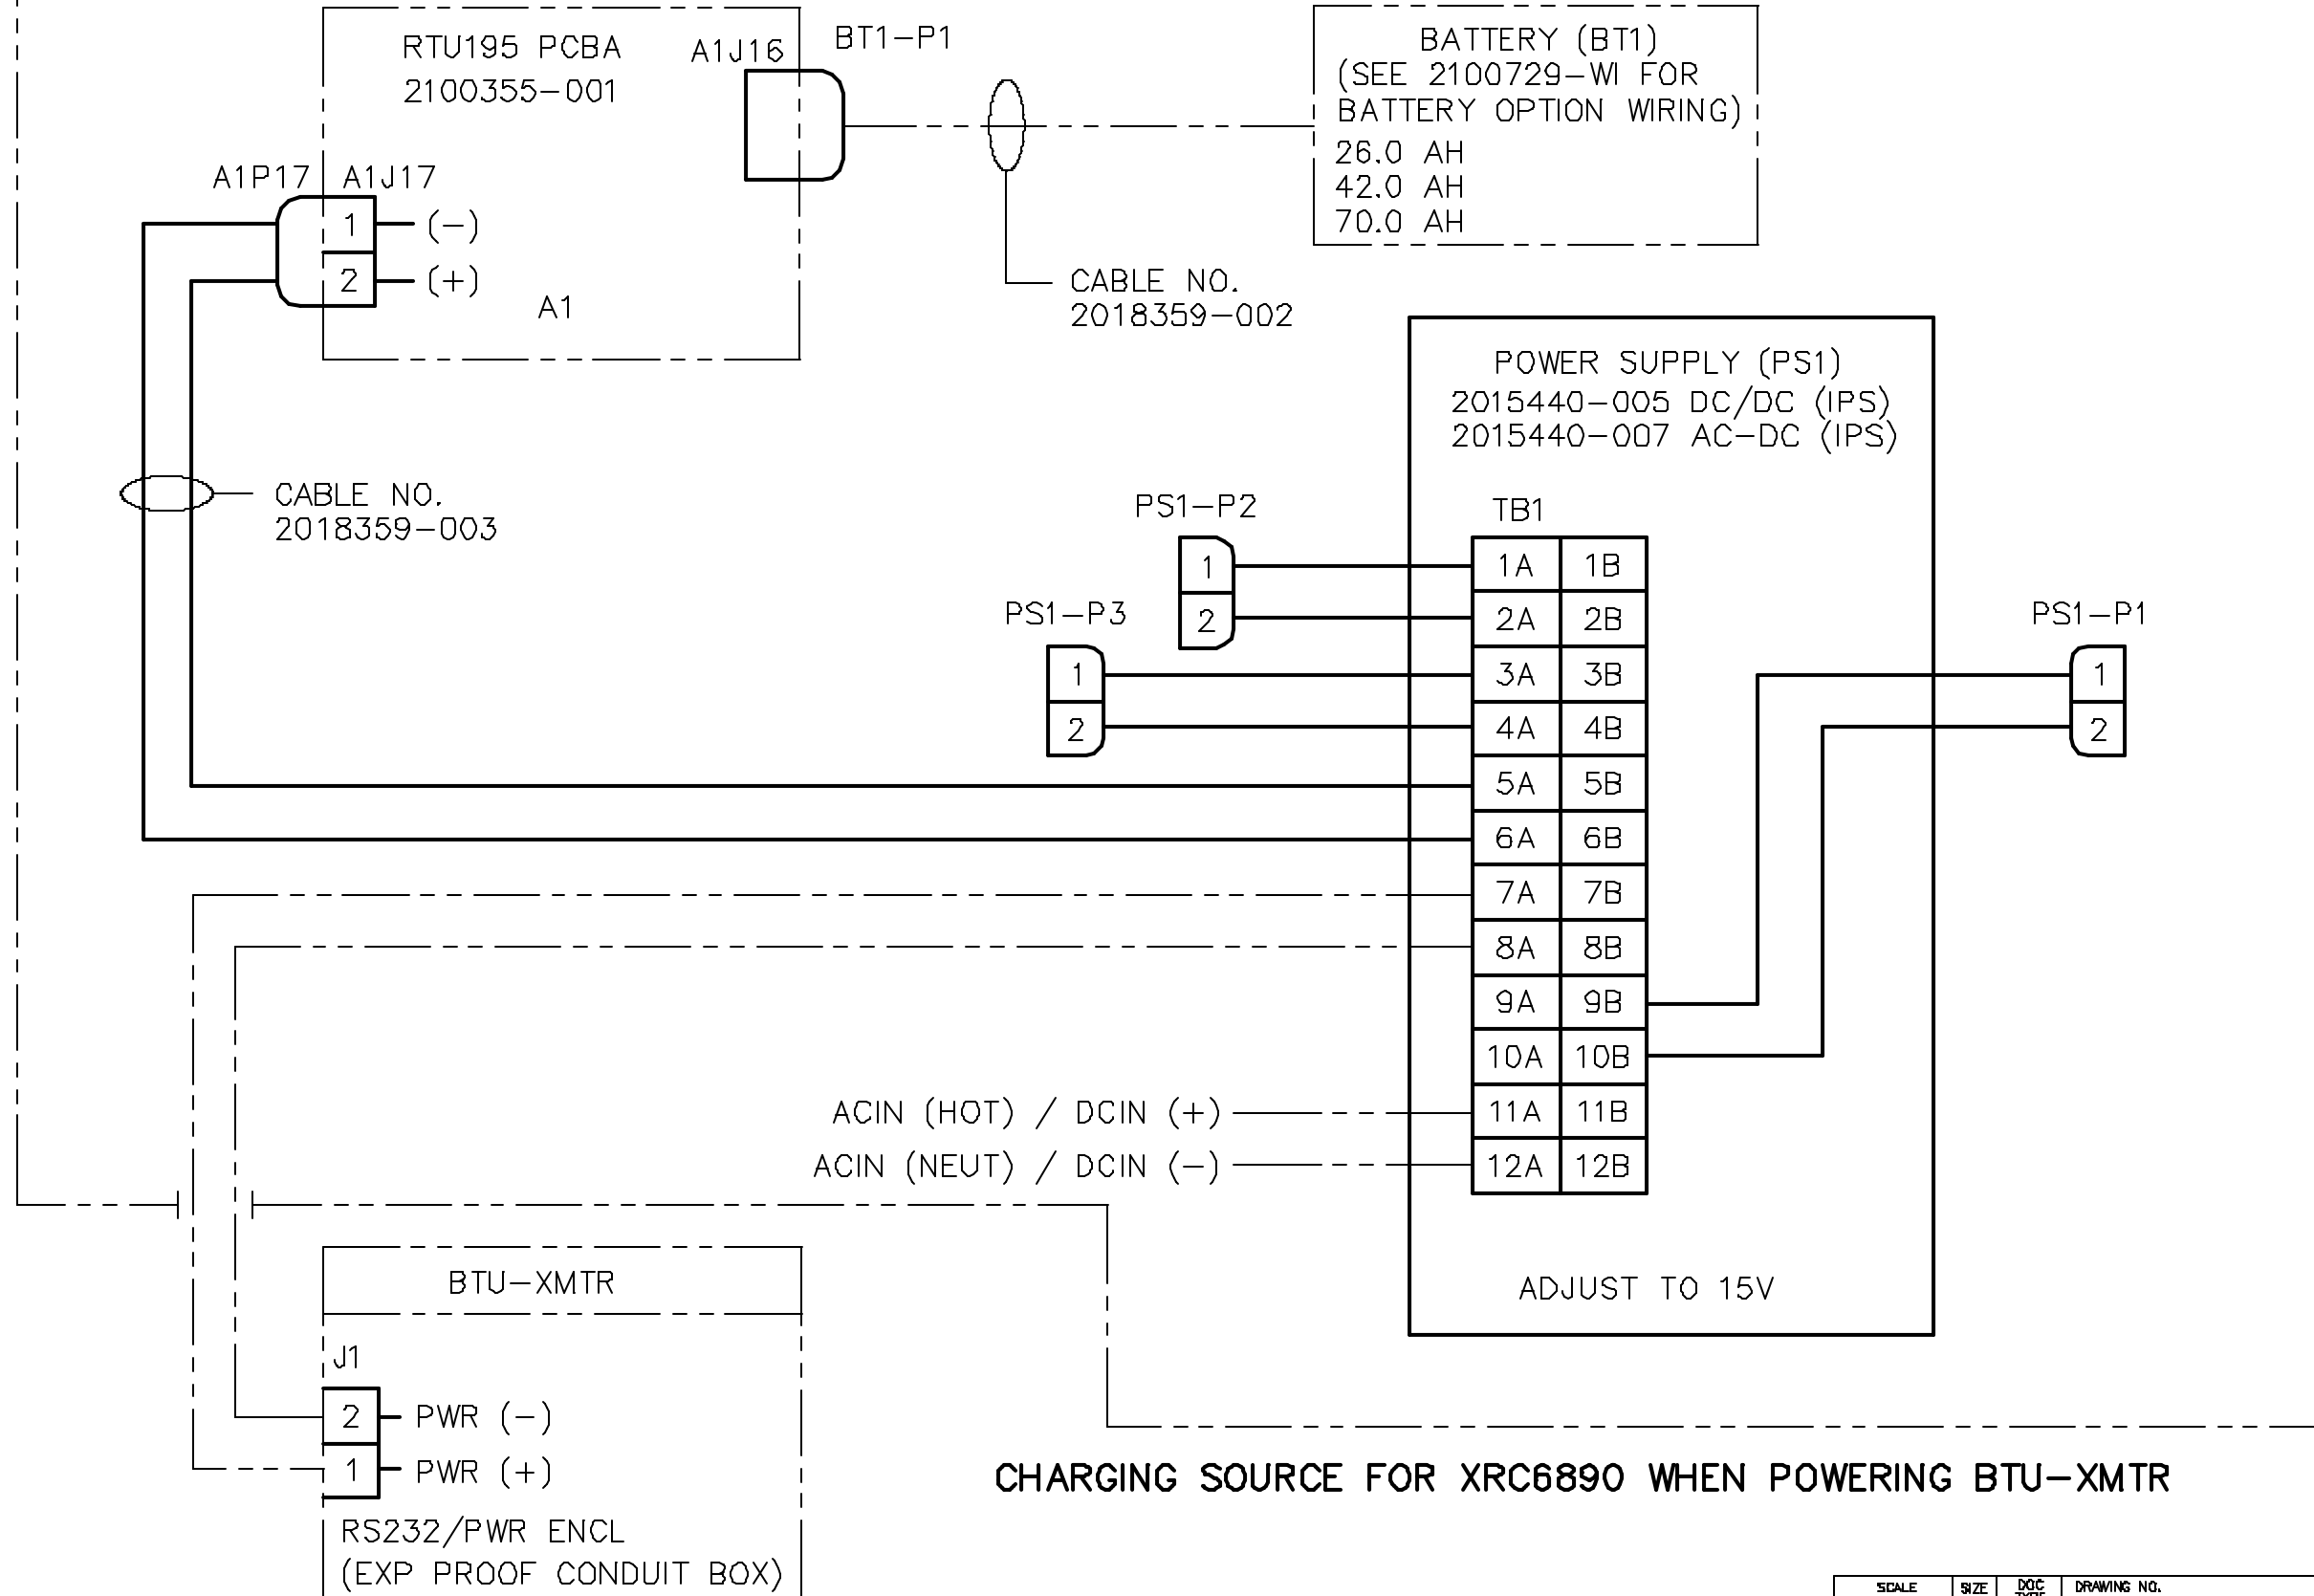 RTU195 PCBA
2100355-001
A1J16
BT1-P1
BATTERY (BT1)
(SEE 2100729-WI FOR
BATTERY OPTION WIRING)
26.0 AH
42.0 AH
70.0 AH
A1P17
A1J17
1
(-)
2
(+)
A1
CABLE NO.
2018359-002
POWER SUPPLY (PS1)
2015440-005 DC/DC (IPS)
2015440-007 AC-DC (IPS)
CABLE NO.
2018359-003
PS1-P2
1
2
PS1-P3
1
2
TB1
1A 1B
2A 2B
3A 3B
4A 4B
5A 5B
6A 6B
7A 7B
8A 8B
9A 9B
10A 10B
11A 11B
12A 12B
PS1-P1
1
2
ACIN (HOT) / DCIN (+)
ACIN (NEUT) / DCIN (-)
ADJUST TO 15V
BTU-XMTR
J1
2
PWR (-)
1
PWR (+)
RS232/PWR ENCL
(EXP PROOF CONDUIT BOX)
CHARGING SOURCE FOR XRC6890 WHEN POWERING BTU-XMTR
SCALE
SIZE
DOC
TYPE
DRAWING NO.